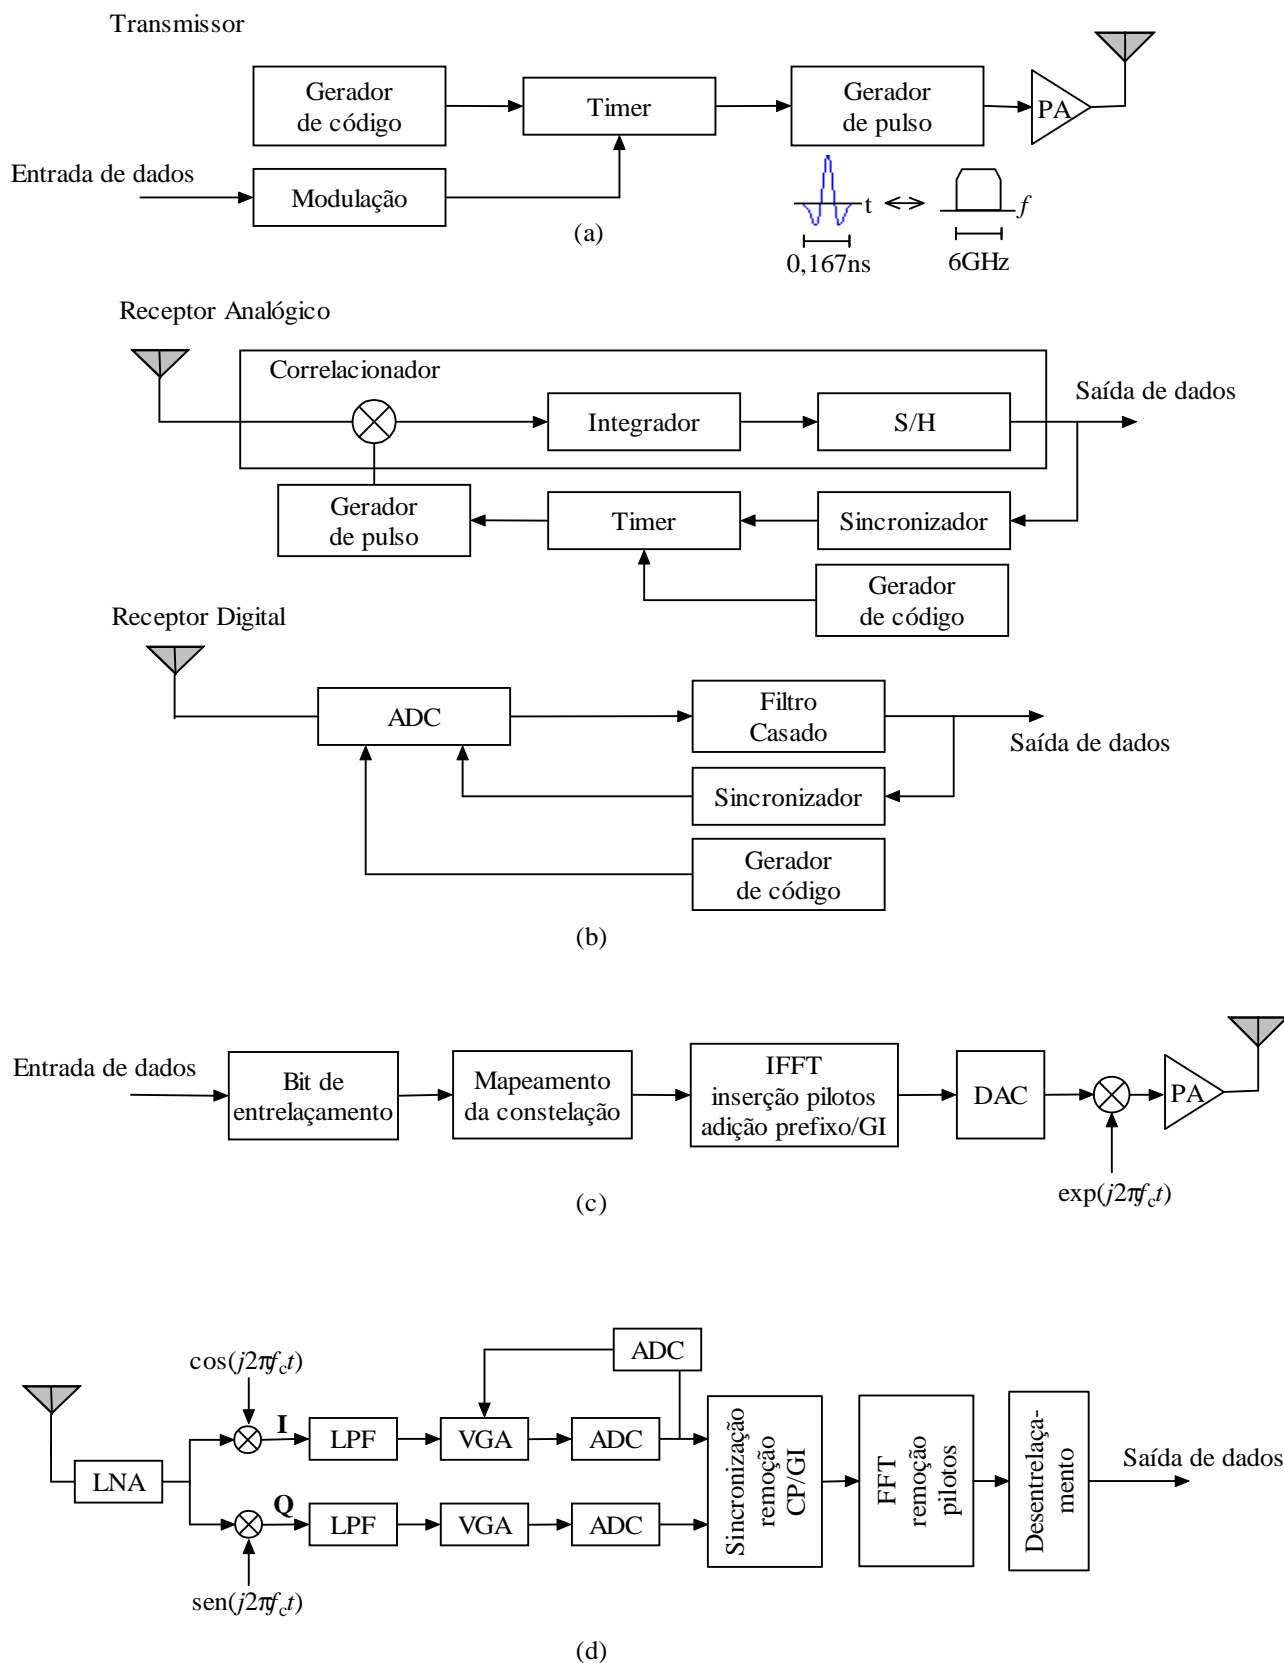 Transmissor
Gerador
de código
Timer
Gerador
de pulso
PA
Entrada de dados
Modulação
t
f
(a)
0,167ns
6GHz
Receptor Analógico
Correlacionador
Integrador
S/H
Saída de dados
Gerador
de pulso
Timer
Sincronizador
Gerador
de código
Receptor Digital
ADC
Filtro
Casado
Saída de dados
Sincronizador
Gerador
de código
(b)
Entrada de dados
Bit de
entrelaçamento
Mapeamento
da constelação
IFFT
inserção pilotos
adição prefixo/GI
DAC
PA
exp(j2πfct)
(c)
cos(j2πfct)
ADC
I
LPF
VGA
ADC
LNA
Q
LPF
VGA
ADC
sen(j2πfct)
Sincronização
remoção
CP/GI
FFT
remoção
pilotos
Desentrelaça-
mento
Saída de dados
(d)